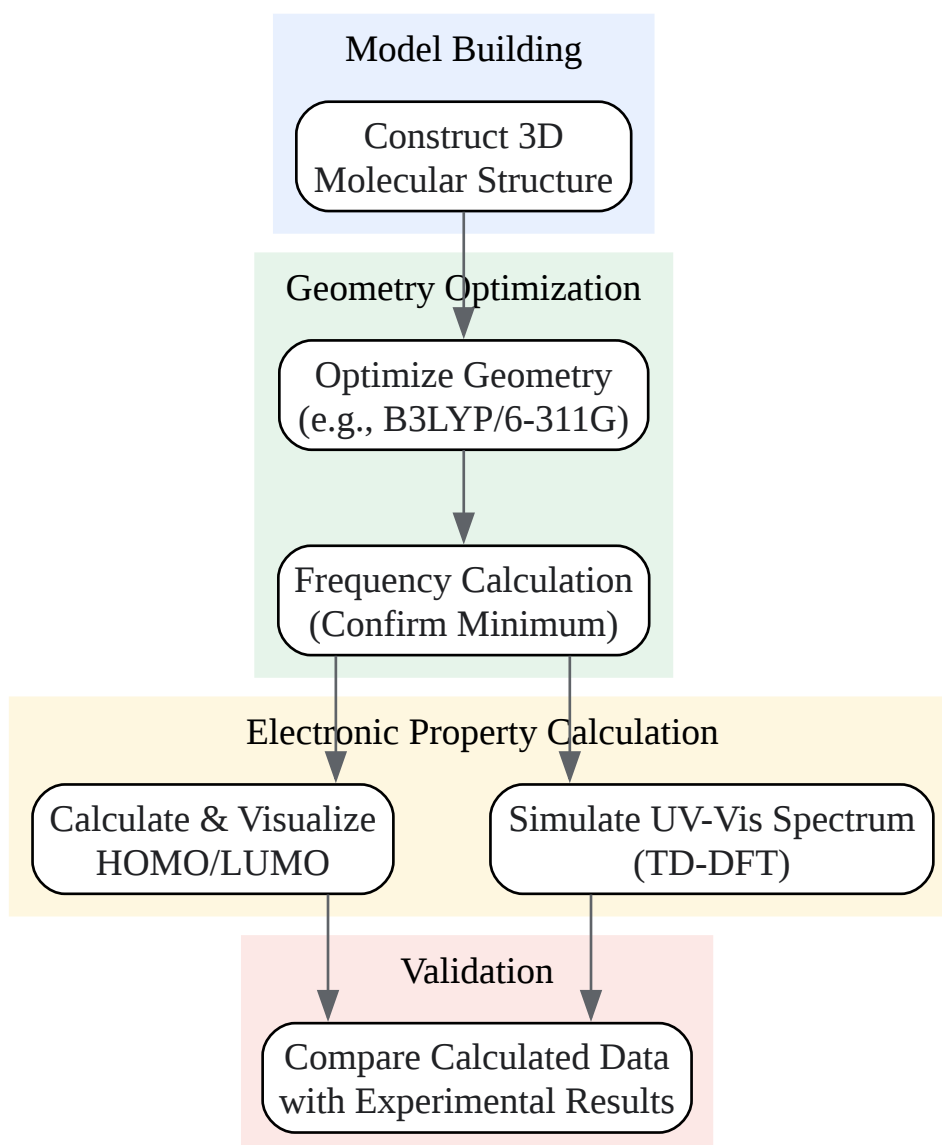 Model Building
Construct 3D
Molecular Structure
Geometry Optimization
Optimize Geometry
(e.g., B3LYP/6-311G)
Frequency Calculation
(Confirm Minimum)
Electronic Property Calculation
Calculate & Visualize
HOMO/LUMO
Simulate UV-Vis Spectrum
(TD-DFT)
Validation
Compare Calculated Data
with Experimental Results